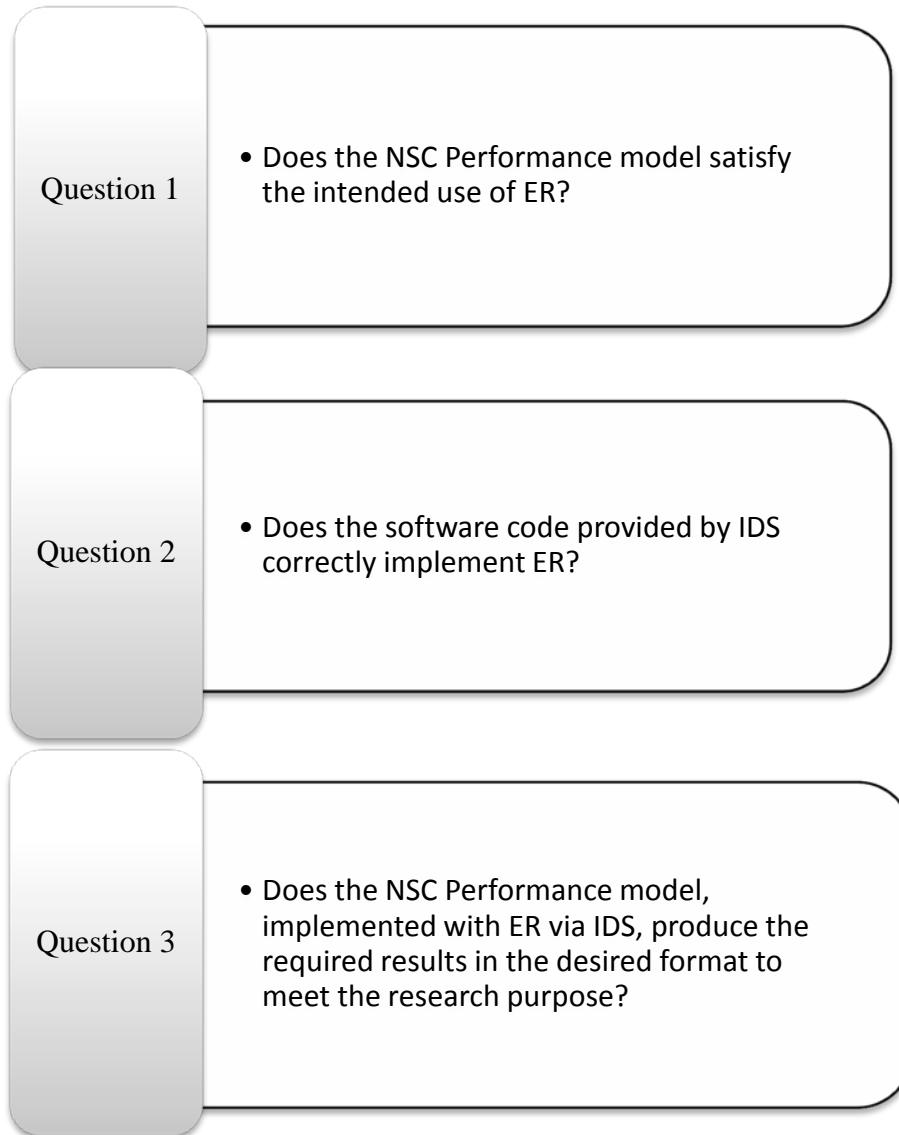 Question 1
• Does the NSC Performance model satisfy
the intended use of ER?
Question 2
• Does the software code provided by IDS
correctly implement ER?
Question 3
• Does the NSC Performance model,
implemented with ER via IDS, produce the
required results in the desired format to
meet the research purpose?